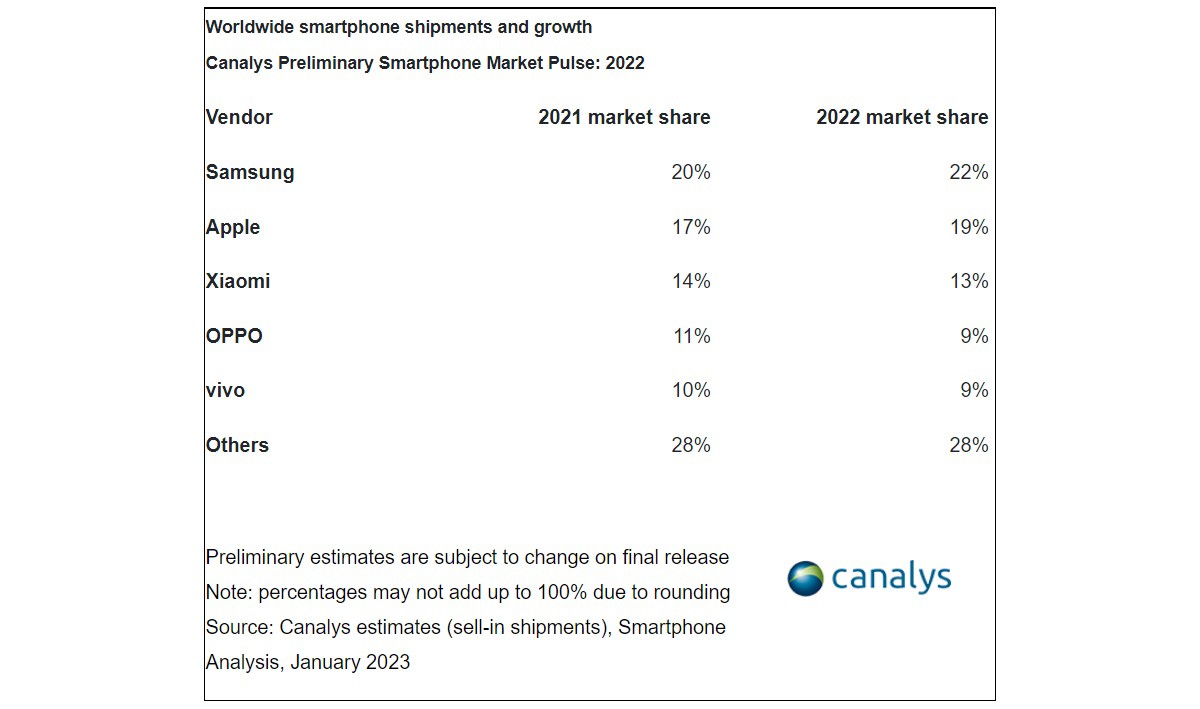 Worldwide smartphone shipments and growth
Canalys Preliminary Smartphone Market Pulse: 2022
Vendor 2021 market share 2022 market share
Samsung 20% 22%
Apple 17% 19%
Xiaomi 14% 13%
OPPO 11% 9%
vivo 10% 9%
Others 28% 28%
Preliminary estimates are subject to change on final release
Note: percentages may not add up to 100% due to rounding
Source: Canalys estimates (sell-in shipments), Smartphone
Analysis, January 2023
canalys